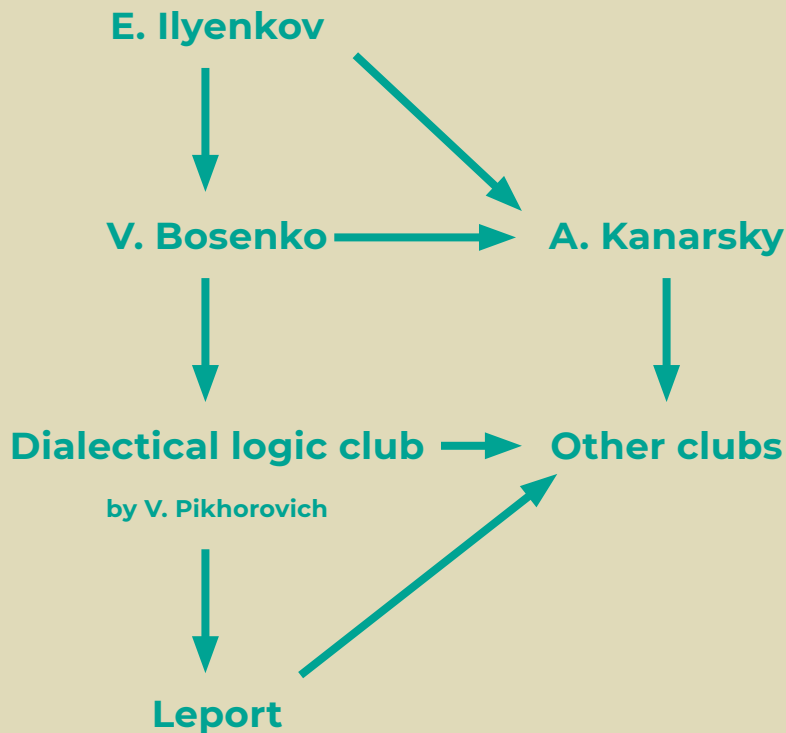 E. Ilyenkov
V. Bosenko
A. Kanarsky
Dialectical logic club
Other clubs
by V. Pikhorovich
Leport